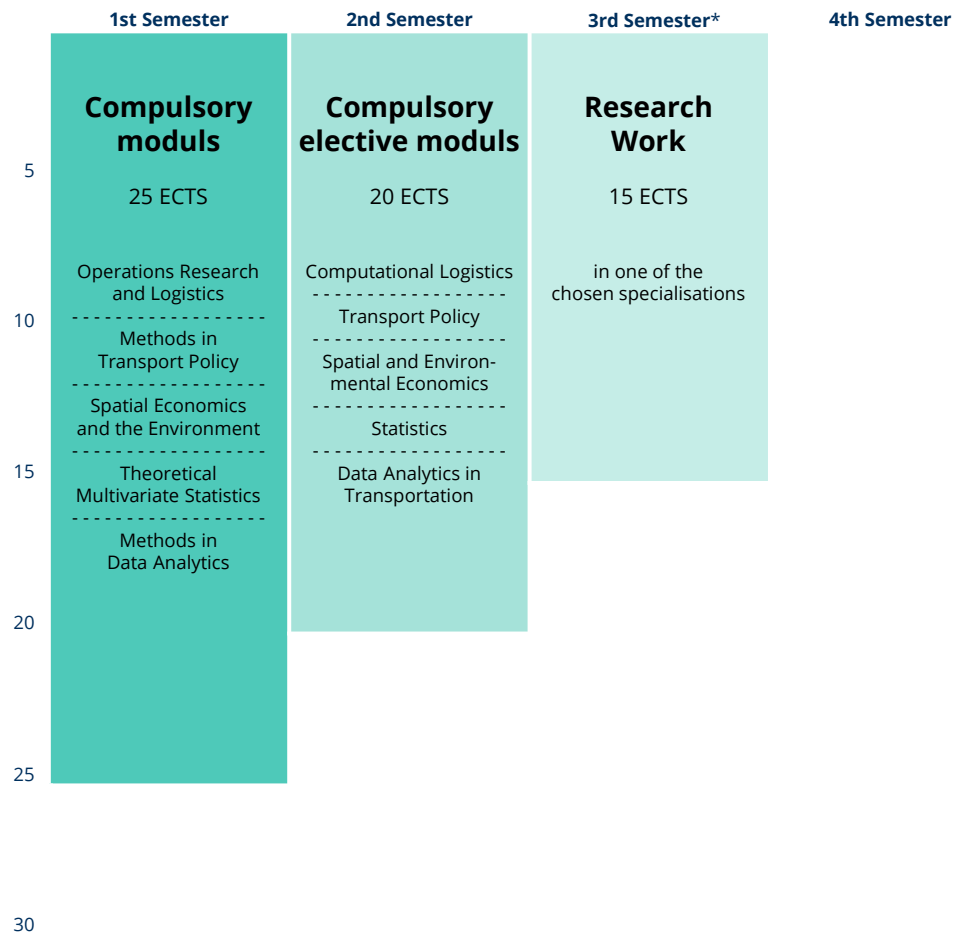 1st Semester
2nd Semester
3rd Semester*
4th Semester
5
10
15
20
25
30
Compulsory
moduls
25 ECTS
Operations Research
and Logistics
- - - - - - - - - - - - - - - - - -
Methods in
Transport Policy
- - - - - - - - - - - - - - - - - -
Spatial Economics
and the Environment
- - - - - - - - - - - - - - - - - -
Theoretical
Multivariate Statistics
- - - - - - - - - - - - - - - - - -
Methods in
Data Analytics
Compulsory
elective moduls
20 ECTS
Computational Logistics
- - - - - - - - - - - - - - - - - -
Transport Policy
- - - - - - - - - - - - - - - - - -
Spatial and Environ-
mental Economics
- - - - - - - - - - - - - - - - - -
Statistics
- - - - - - - - - - - - - - - - - -
Data Analytics in
Transportation
Research
Work
15 ECTS
in one of the
chosen specialisations